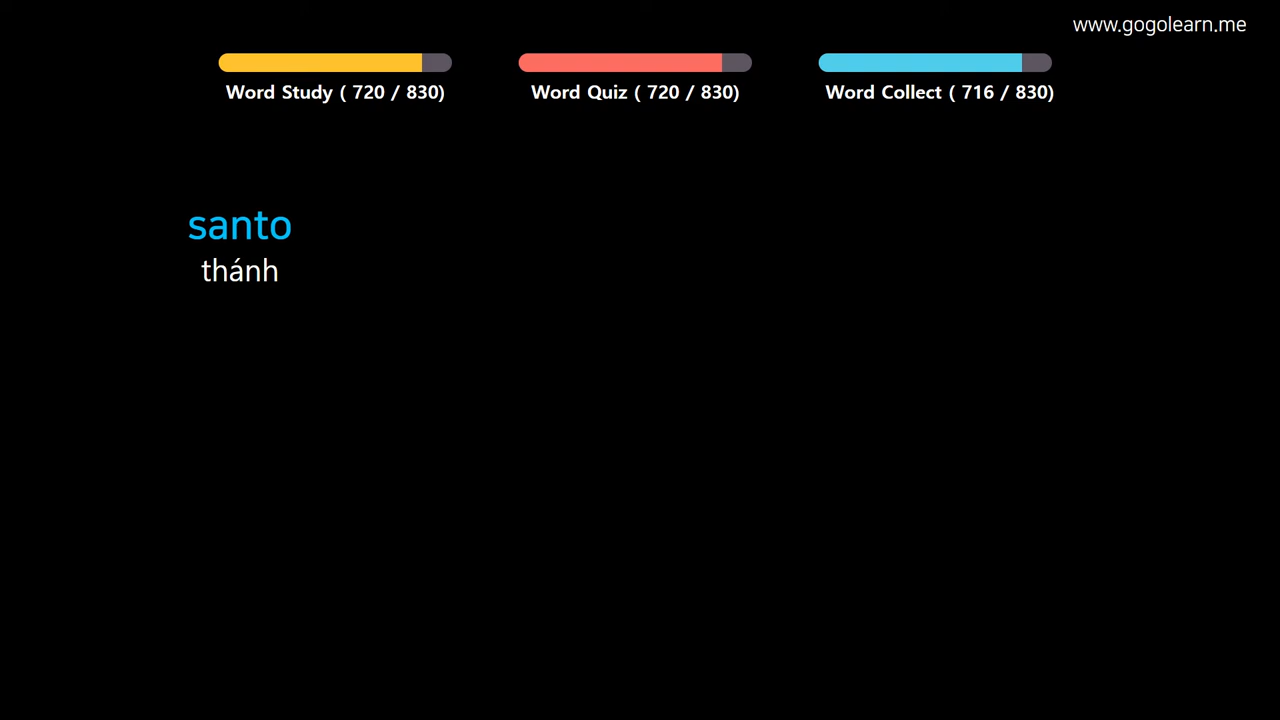 www.gogolearn.me
Word Study ( 720 / 830)
Word Quiz ( 720 / 830)
Word Collect ( 716 / 830)
santo
thánh